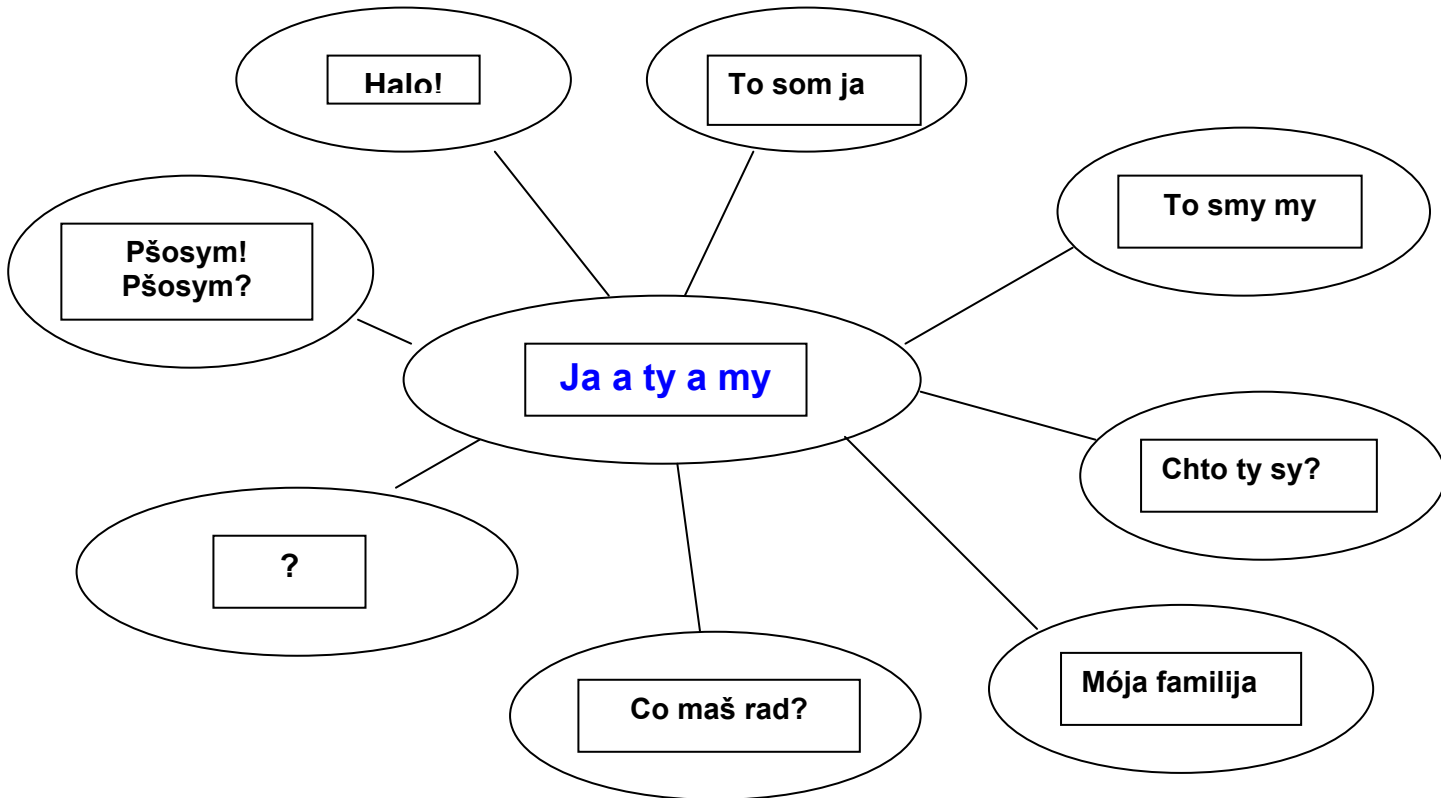 Halo!
To som ja
To smy my
Pšosym!
Pšosym?
Ja a ty a my
Chto ty sy?
?
Mója familija
Co maš rad?